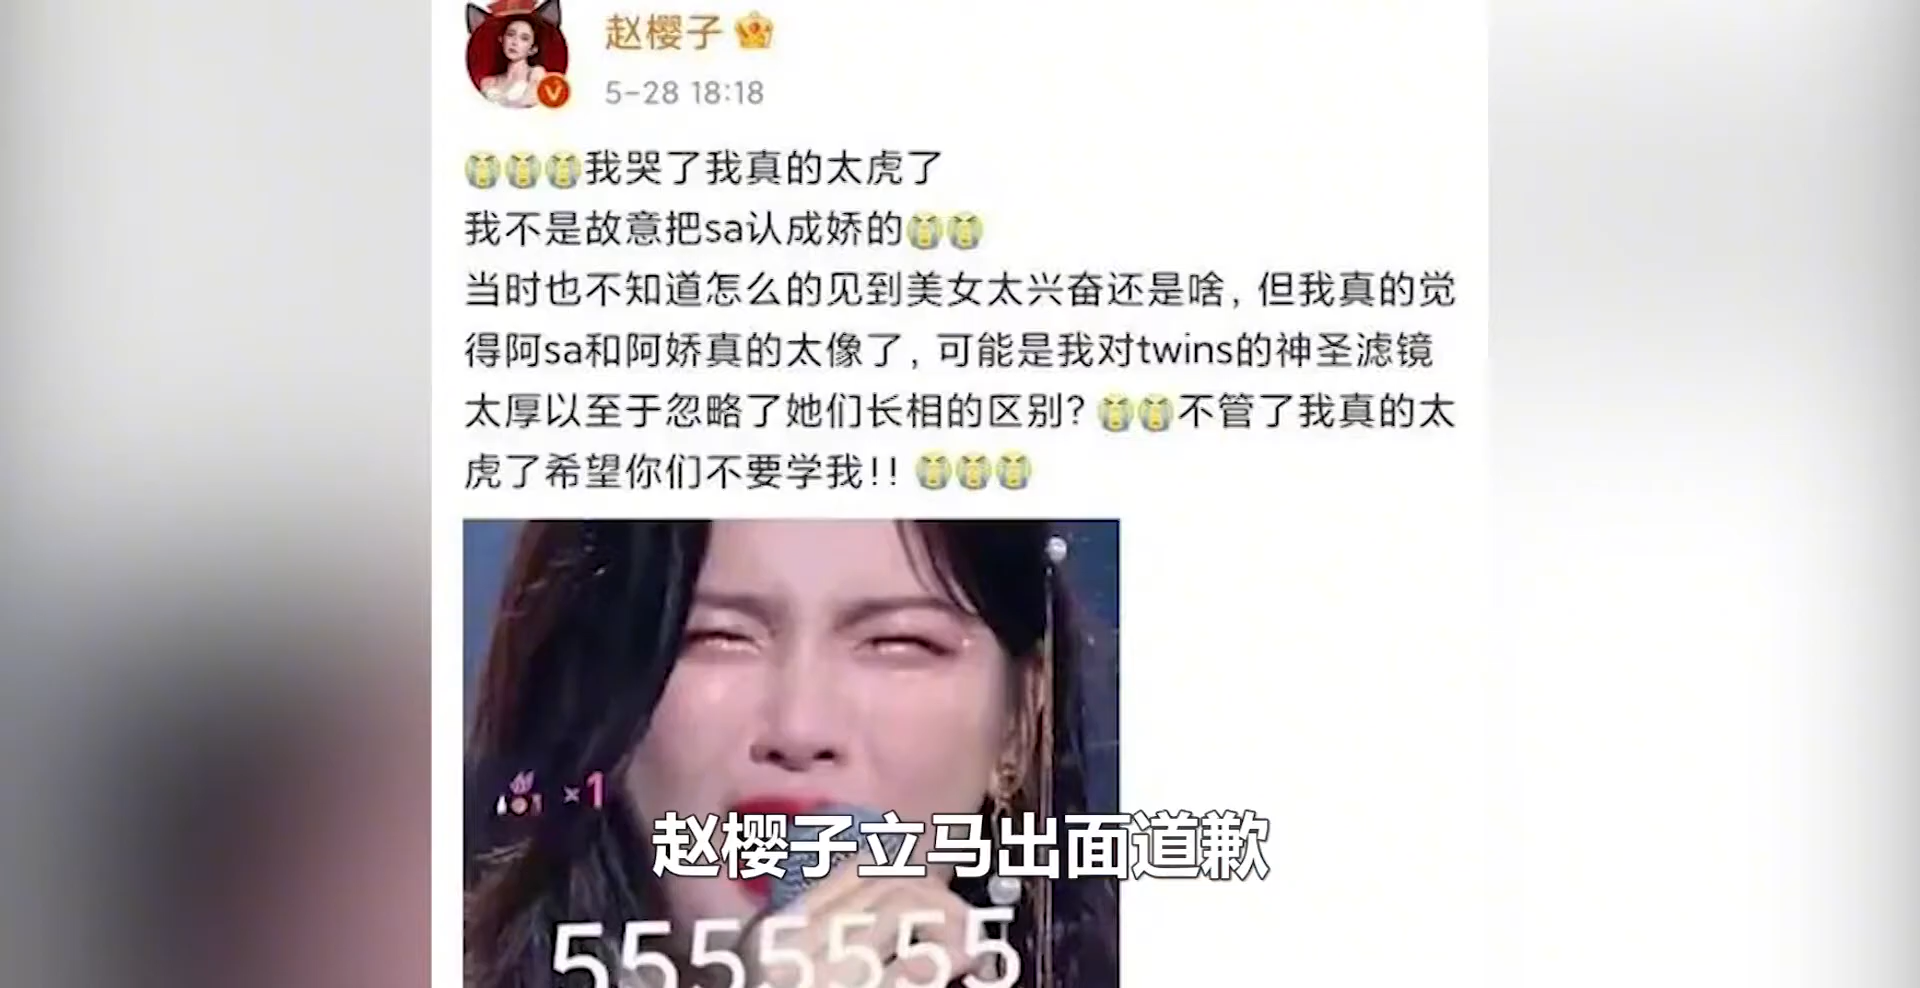 赵樱子
5-28 18:18
😭😭😭我哭了我真的太虎了
我不是故意把sa认成娇的😭😭
当时也不知道怎么的见到美女太兴奋还是啥，但我真的觉
得阿sa和阿娇真的太像了，可能是我对twins的神圣滤镜
太厚以至于忽略了她们长相的区别？😭😭不管了我真的太
虎了希望你们不要学我！！😭😭😭
×1
赵樱子立马出面道歉
5555555